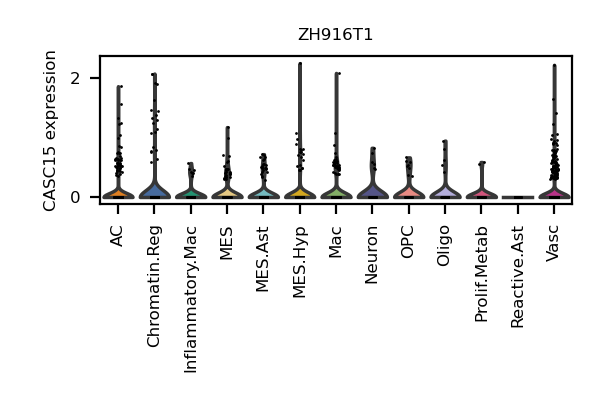 ZH916T1
CASC15 expression
2
0
AC
Chromatin.Reg
Inflammatory.Mac
MES
MES.Ast
MES.Hyp
Mac
Neuron
OPC
Oligo
Prolif.Metab
Reactive.Ast
Vasc